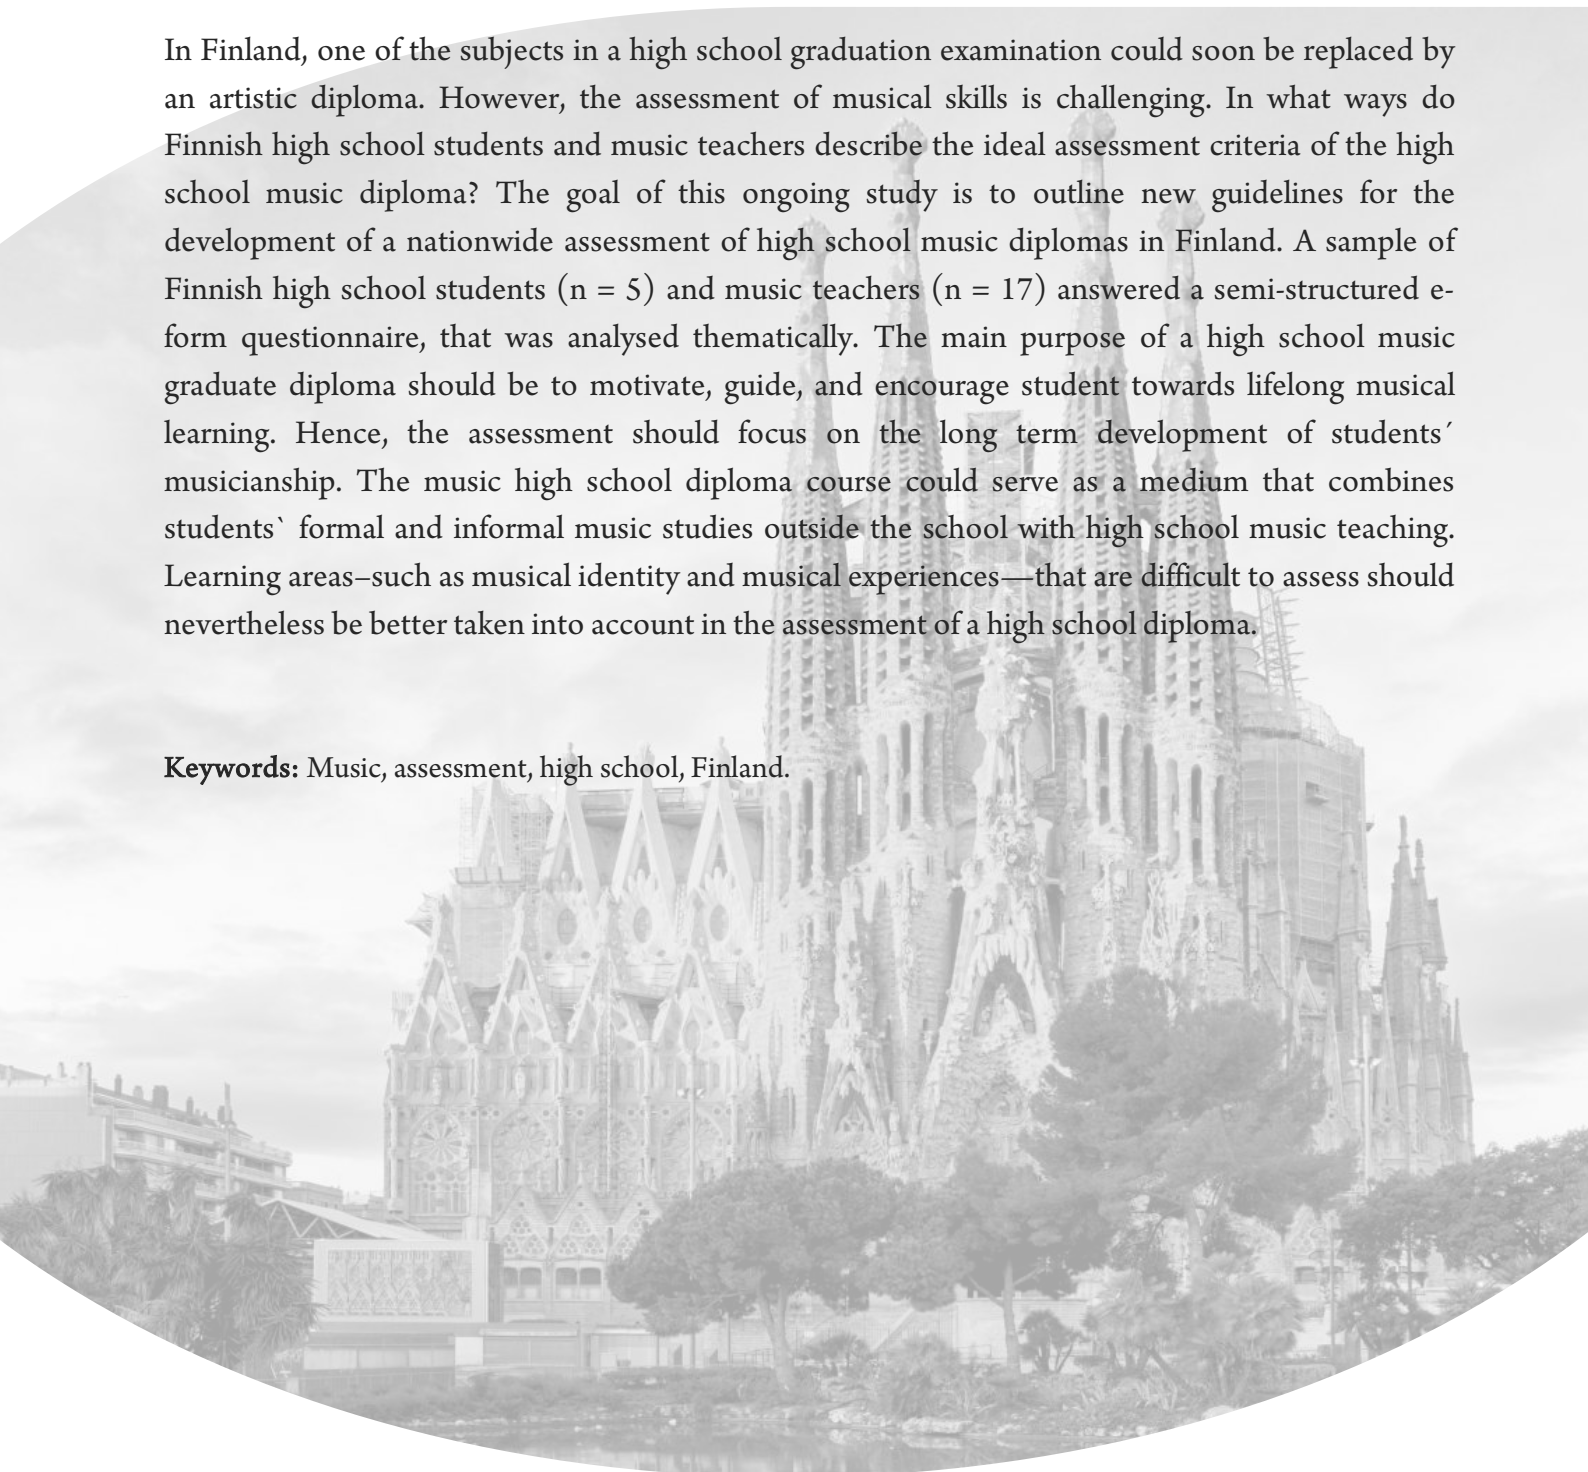 In Finland, one of the subjects in a high school graduation examination could soon be replaced by
an artistic diploma. However, the assessment of musical skills is challenging. In what ways do
Finnish high school students and music teachers describe the ideal assessment criteria of the high
school music diploma? The goal of this ongoing study is to outline new guidelines for the
development of a nationwide assessment of high school music diplomas in Finland. A sample of
Finnish high school students (n = 5) and music teachers (n = 17) answered a semi-structured e-
form questionnaire, that was analysed thematically. The main purpose of a high school music
graduate diploma should be to motivate, guide, and encourage student towards lifelong musical
learning. Hence, the assessment should focus on the long term development of students´
musicianship. The music high school diploma course could serve as a medium that combines
students` formal and informal music studies outside the school with high school music teaching.
Learning areas–such as musical identity and musical experiences—that are difficult to assess should
nevertheless be better taken into account in the assessment of a high school diploma.
Keywords: Music, assessment, high school, Finland.